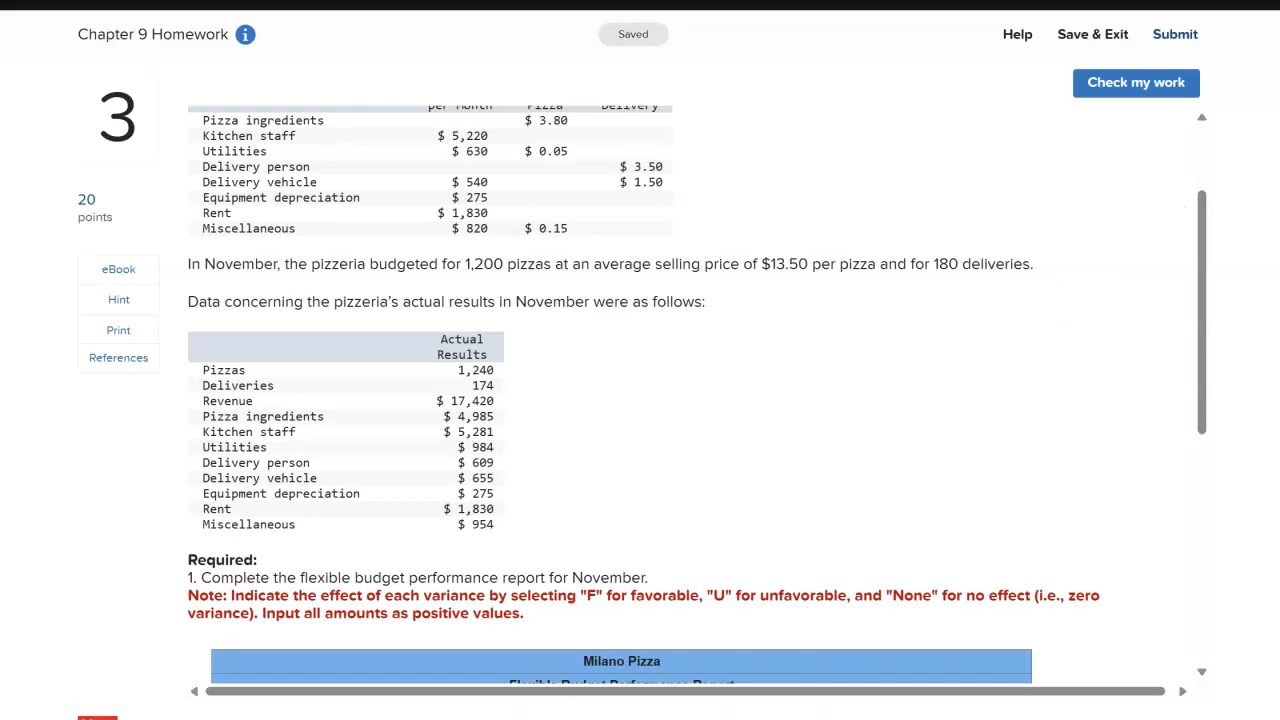 Chapter 9 Homework i
Saved
Help Save & Exit Submit
Check my work
3
20
points
eBook
Hint
Print
References
per Month Pizza Delivery
Pizza ingredients $ 3.80
Kitchen staff $ 5,220
Utilities $ 630 $ 0.05
Delivery person $ 3.50
Delivery vehicle $ 540 $ 1.50
Equipment depreciation $ 275
Rent $ 1,830
Miscellaneous $ 820 $ 0.15
In November, the pizzeria budgeted for 1,200 pizzas at an average selling price of $13.50 per pizza and for 180 deliveries.
Data concerning the pizzeria's actual results in November were as follows:
Actual
Results
Pizzas 1,240
Deliveries 174
Revenue $ 17,420
Pizza ingredients $ 4,985
Kitchen staff $ 5,281
Utilities $ 984
Delivery person $ 609
Delivery vehicle $ 655
Equipment depreciation $ 275
Rent $ 1,830
Miscellaneous $ 954
Required:
1. Complete the flexible budget performance report for November.
Note: Indicate the effect of each variance by selecting "F" for favorable, "U" for unfavorable, and "None" for no effect (i.e., zero
variance). Input all amounts as positive values.
Milano Pizza
Flexible Budget Performance Report